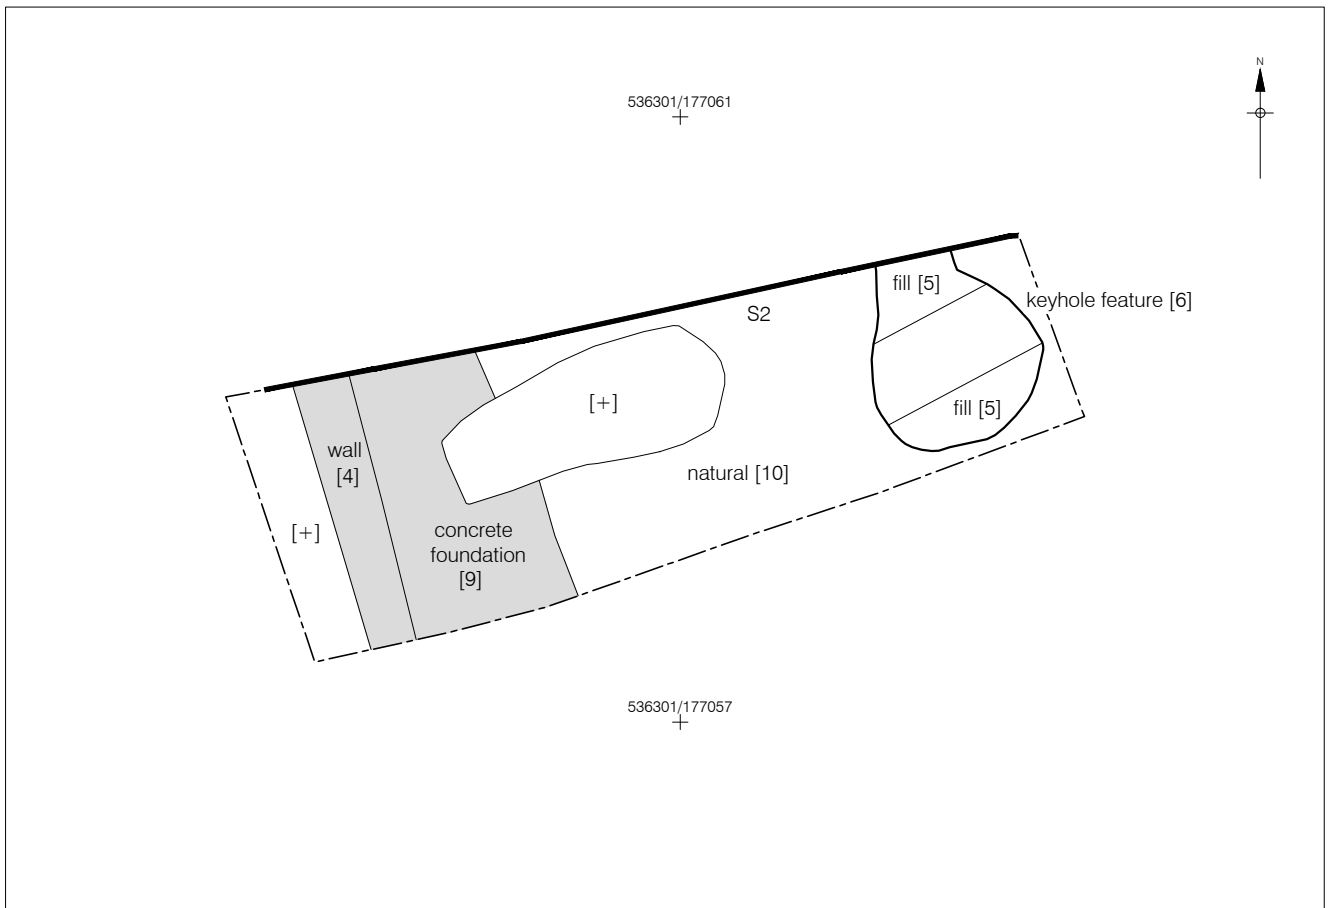 N
536301/177061
fill [5]
keyhole feature [6]
S2
[+]
fill [5]
wall
[4]
natural [10]
[+]
concrete
foundation
[9]
536301/177057